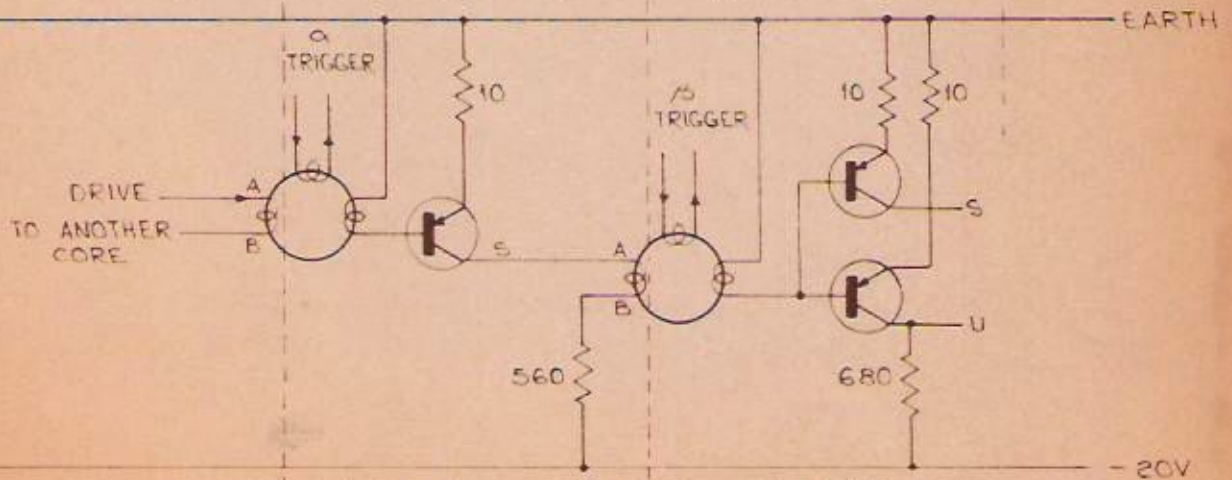 EARTH
α
TRIGGER
10
β
TRIGGER
10
10
DRIVE
A
S
TO ANOTHER
CORE
B
S
A
B
U
560
680
- 20V